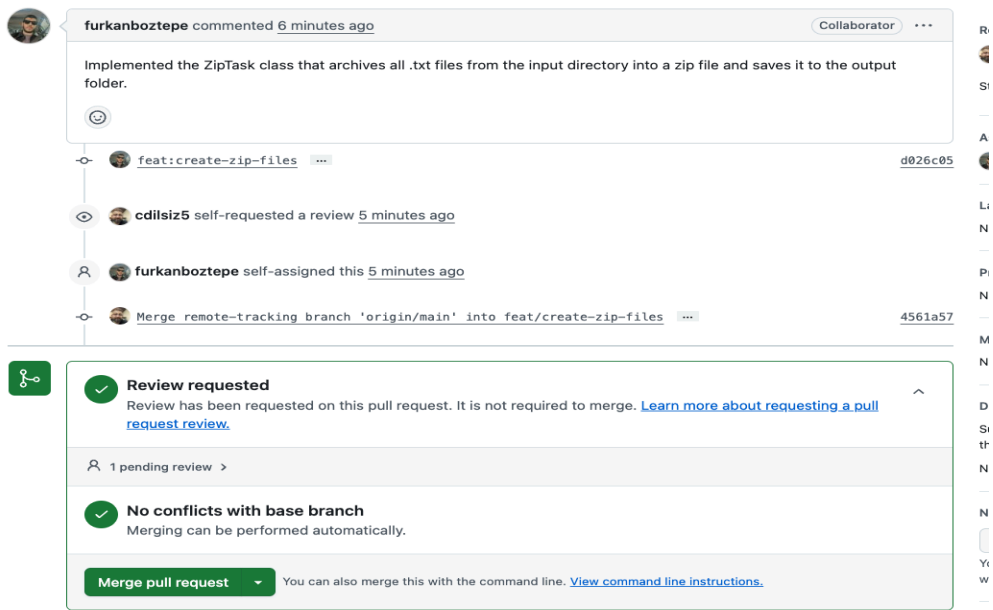 furkanboztepe commented 6 minutes ago
Collaborator
Implemented the ZipTask class that archives all .txt files from the input directory into a zip file and saves it to the output
folder.
feat:create-zip-files
d026c05
cdilsiz5 self-requested a review 5 minutes ago
furkanboztepe self-assigned this 5 minutes ago
Merge remote-tracking branch 'origin/main' into feat/create-zip-files
4561a57
Review requested
Review has been requested on this pull request. It is not required to merge. Learn more about requesting a pull
request review.
1 pending review
No conflicts with base branch
Merging can be performed automatically.
Merge pull request
You can also merge this with the command line. View command line instructions.